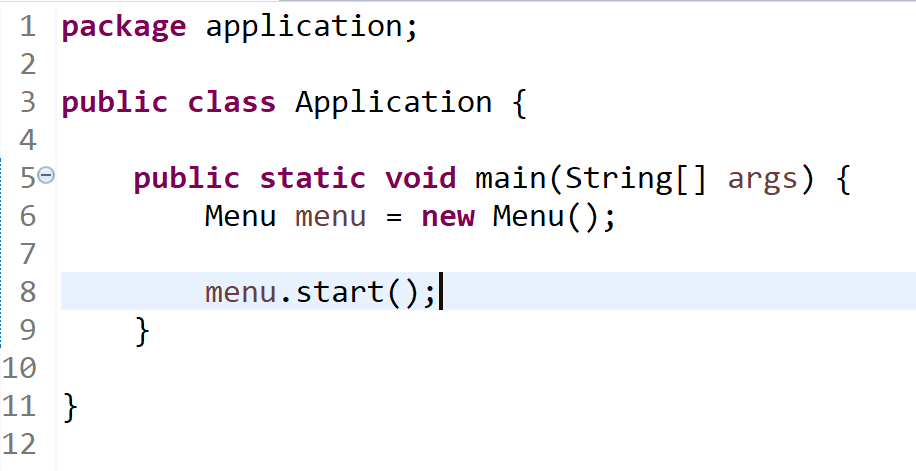 1 package application;
2
3 public class Application {
4
5     public static void main(String[] args) {
6         Menu menu = new Menu();
7
8         menu.start();
9     }
10
11 }
12